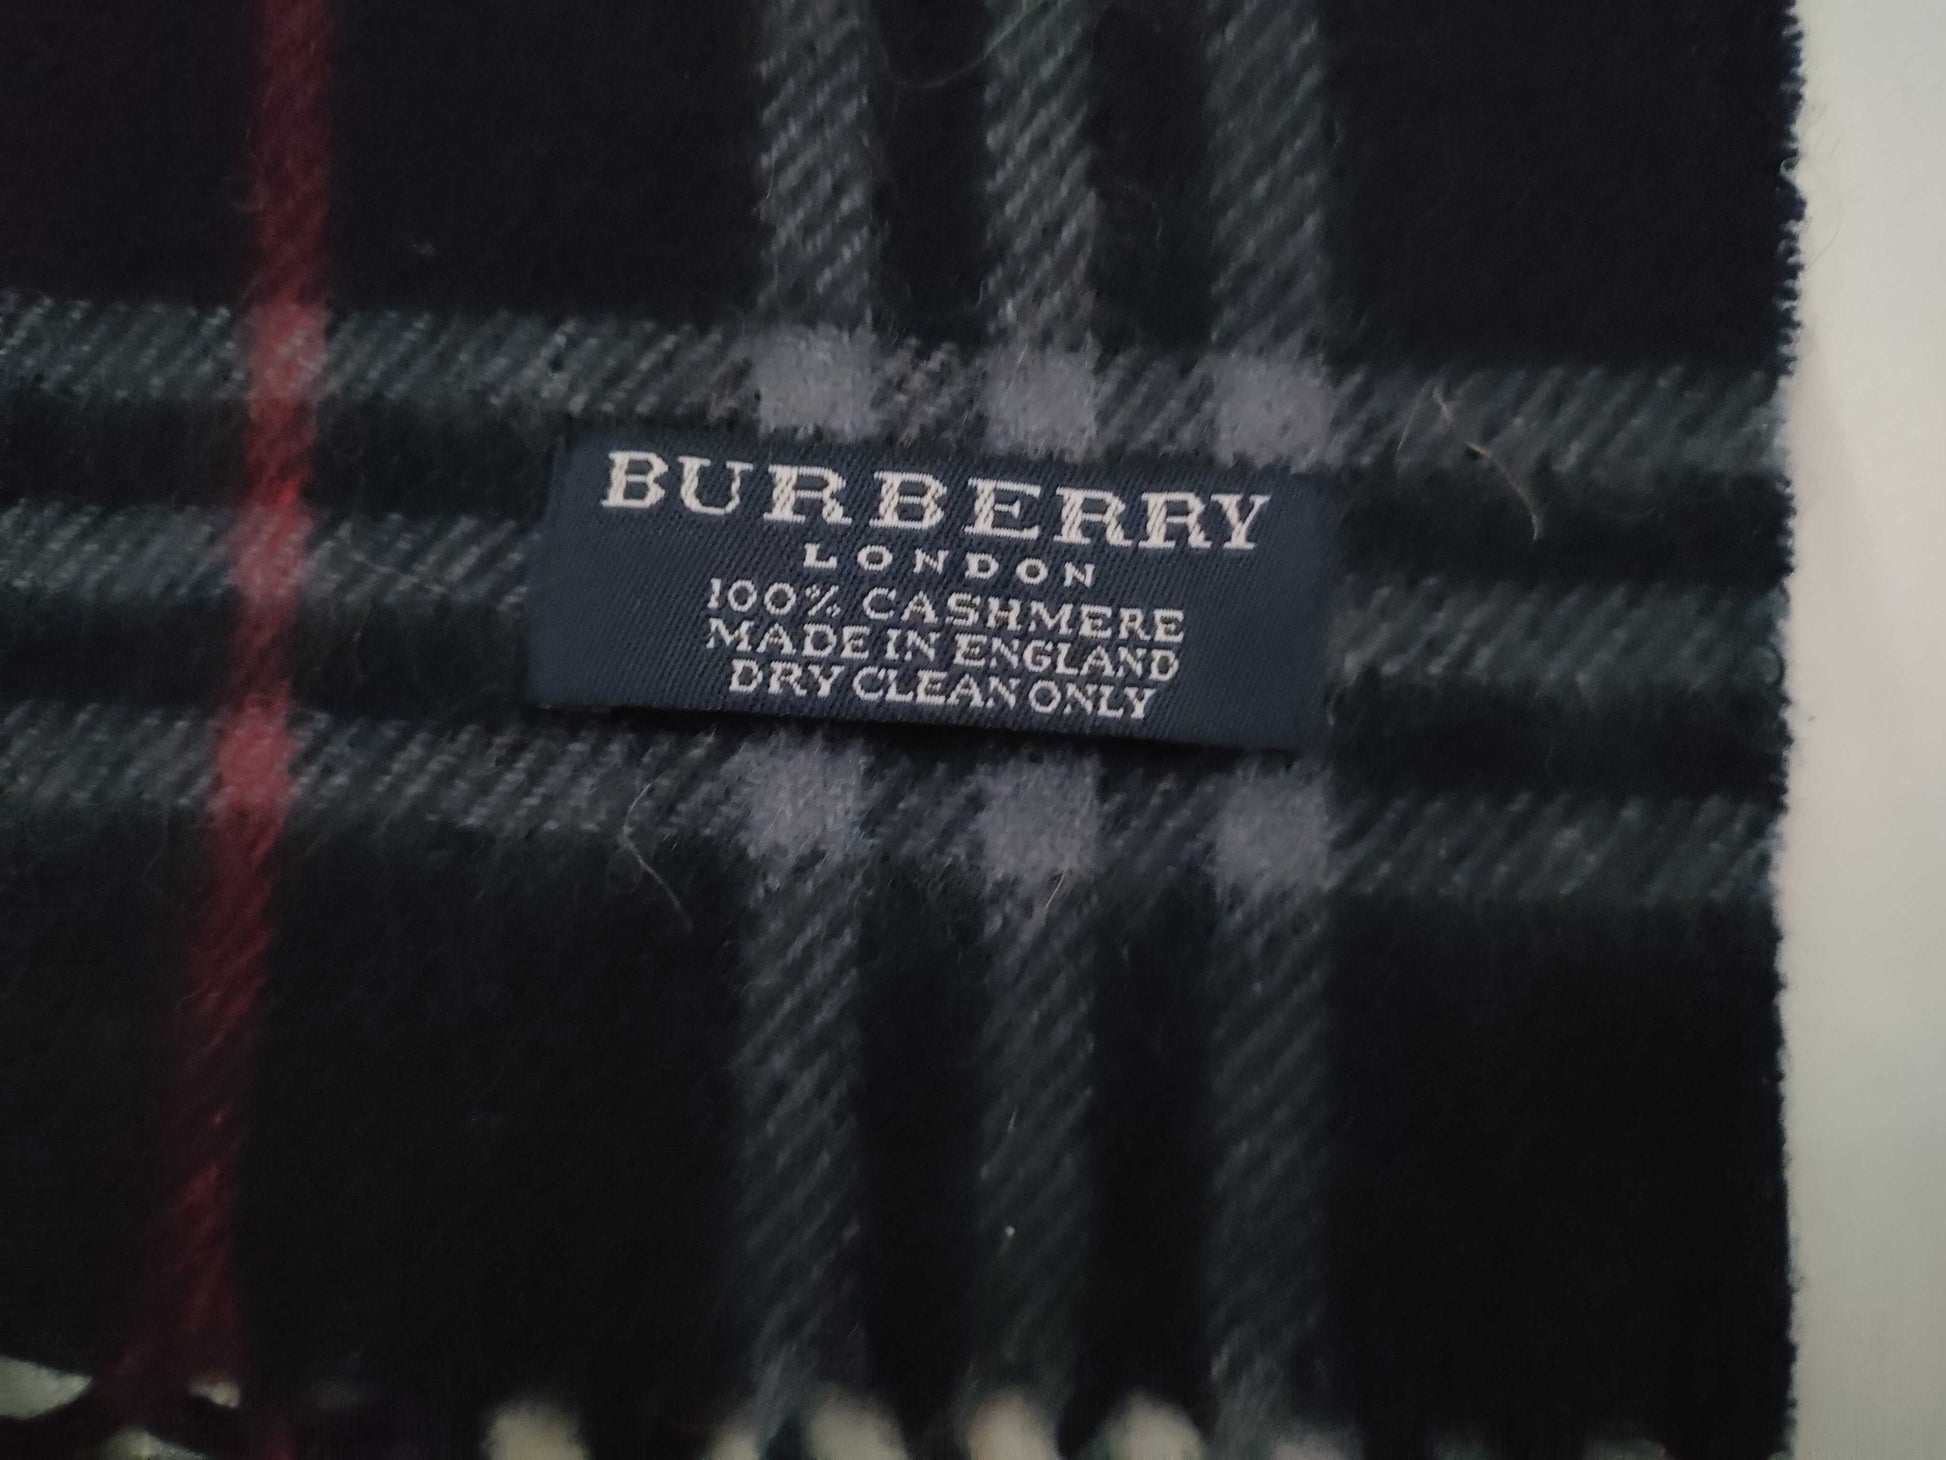 BURBERRY
LONDON
100% CASHMERE
MADE IN ENGLAND
DRY CLEAN ONLY